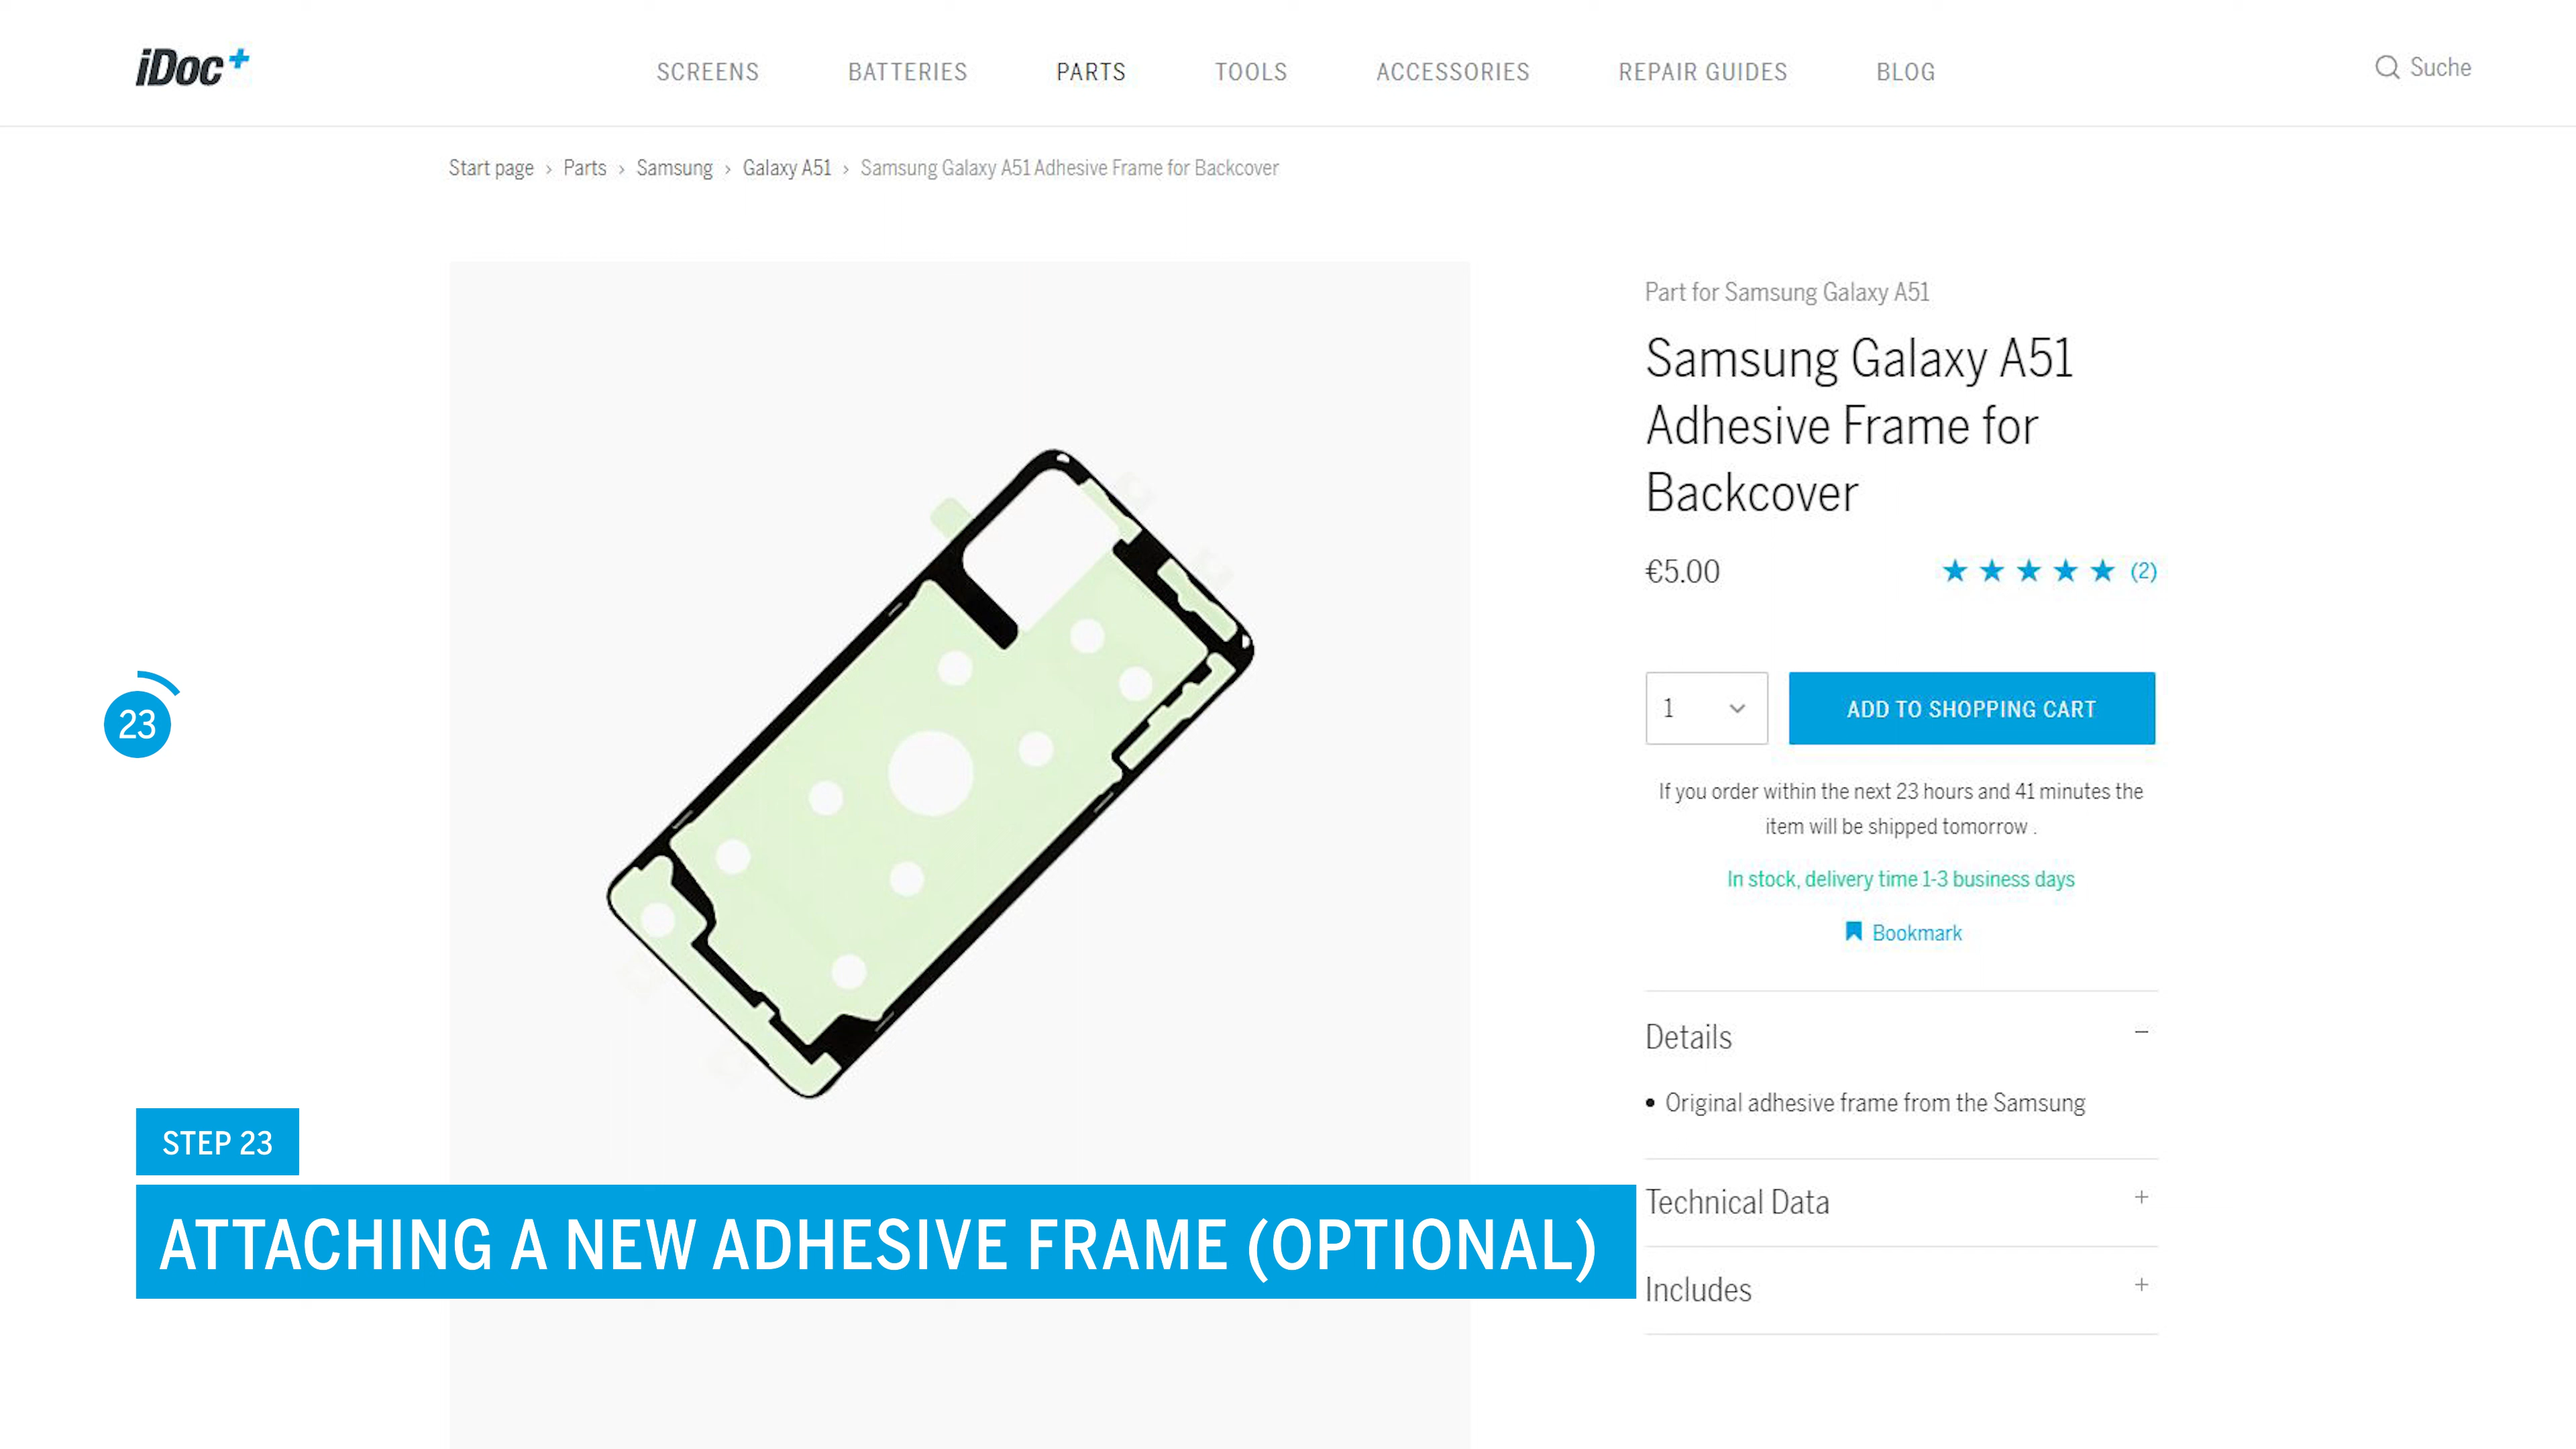 iDoc+
SCREENS BATTERIES PARTS TOOLS ACCESSORIES REPAIR GUIDES BLOG
Suche
Start page › Parts › Samsung › Galaxy A51 › Samsung Galaxy A51 Adhesive Frame for Backcover
Part for Samsung Galaxy A51
Samsung Galaxy A51
Adhesive Frame for
Backcover
€5.00
(2)
1
ADD TO SHOPPING CART
If you order within the next 23 hours and 41 minutes the
item will be shipped tomorrow .
In stock, delivery time 1-3 business days
Bookmark
Details −
• Original adhesive frame from the Samsung
Technical Data +
Includes +
23
STEP 23
ATTACHING A NEW ADHESIVE FRAME (OPTIONAL)